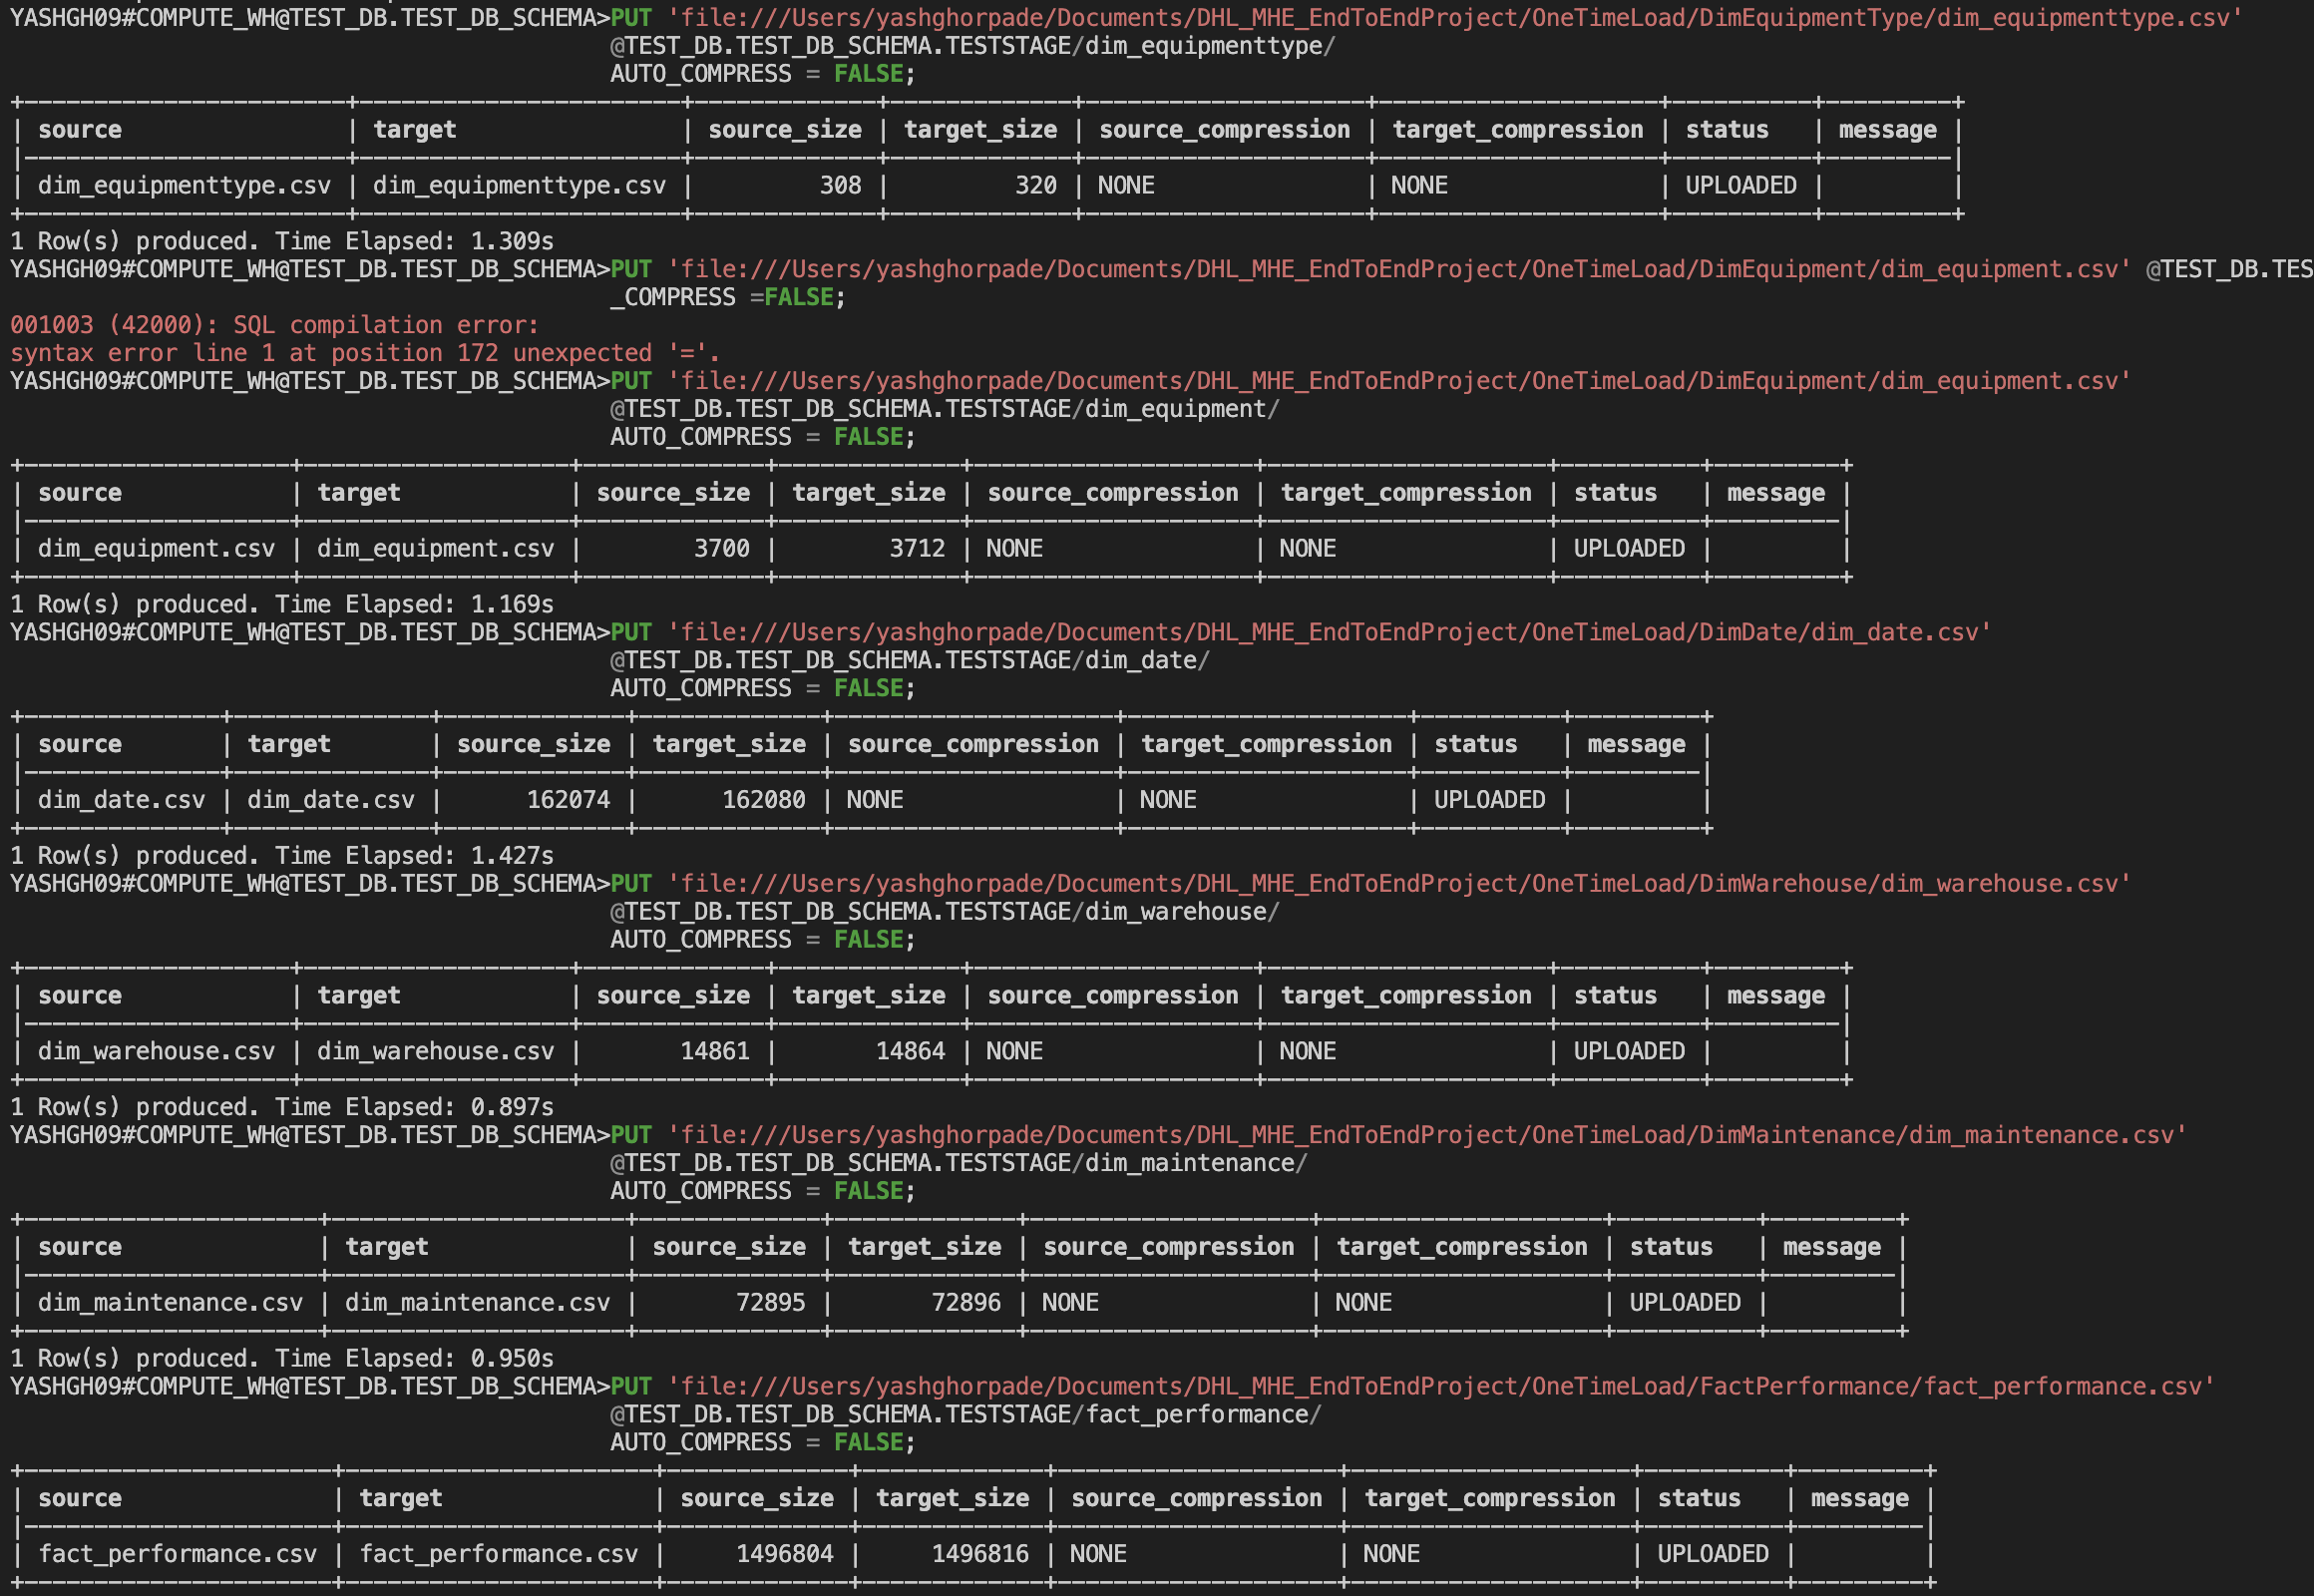 YASHGH09#COMPUTE_WH@TEST_DB.TEST_DB_SCHEMA>PUT 'file:///Users/yashghorpade/Documents/DHL_MHE_EndToEndProject/OneTimeLoad/DimEquipmentType/dim_equipmenttype.csv'
@TEST_DB.TEST_DB_SCHEMA.TESTSTAGE/dim_equipmenttype/
AUTO_COMPRESS = FALSE;
| source | target | source_size | target_size | source_compression | target_compression | status | message |
| dim_equipmenttype.csv | dim_equipmenttype.csv | 308 | 320 | NONE | NONE | UPLOADED | |
1 Row(s) produced. Time Elapsed: 1.309s
YASHGH09#COMPUTE_WH@TEST_DB.TEST_DB_SCHEMA>PUT 'file:///Users/yashghorpade/Documents/DHL_MHE_EndToEndProject/OneTimeLoad/DimEquipment/dim_equipment.csv' @TEST_DB.TES
_COMPRESS =FALSE;
001003 (42000): SQL compilation error:
syntax error line 1 at position 172 unexpected '='.
YASHGH09#COMPUTE_WH@TEST_DB.TEST_DB_SCHEMA>PUT 'file:///Users/yashghorpade/Documents/DHL_MHE_EndToEndProject/OneTimeLoad/DimEquipment/dim_equipment.csv'
@TEST_DB.TEST_DB_SCHEMA.TESTSTAGE/dim_equipment/
AUTO_COMPRESS = FALSE;
| source | target | source_size | target_size | source_compression | target_compression | status | message |
| dim_equipment.csv | dim_equipment.csv | 3700 | 3712 | NONE | NONE | UPLOADED | |
1 Row(s) produced. Time Elapsed: 1.169s
YASHGH09#COMPUTE_WH@TEST_DB.TEST_DB_SCHEMA>PUT 'file:///Users/yashghorpade/Documents/DHL_MHE_EndToEndProject/OneTimeLoad/DimDate/dim_date.csv'
@TEST_DB.TEST_DB_SCHEMA.TESTSTAGE/dim_date/
AUTO_COMPRESS = FALSE;
| source | target | source_size | target_size | source_compression | target_compression | status | message |
| dim_date.csv | dim_date.csv | 162074 | 162080 | NONE | NONE | UPLOADED | |
1 Row(s) produced. Time Elapsed: 1.427s
YASHGH09#COMPUTE_WH@TEST_DB.TEST_DB_SCHEMA>PUT 'file:///Users/yashghorpade/Documents/DHL_MHE_EndToEndProject/OneTimeLoad/DimWarehouse/dim_warehouse.csv'
@TEST_DB.TEST_DB_SCHEMA.TESTSTAGE/dim_warehouse/
AUTO_COMPRESS = FALSE;
| source | target | source_size | target_size | source_compression | target_compression | status | message |
| dim_warehouse.csv | dim_warehouse.csv | 14861 | 14864 | NONE | NONE | UPLOADED | |
1 Row(s) produced. Time Elapsed: 0.897s
YASHGH09#COMPUTE_WH@TEST_DB.TEST_DB_SCHEMA>PUT 'file:///Users/yashghorpade/Documents/DHL_MHE_EndToEndProject/OneTimeLoad/DimMaintenance/dim_maintenance.csv'
@TEST_DB.TEST_DB_SCHEMA.TESTSTAGE/dim_maintenance/
AUTO_COMPRESS = FALSE;
| source | target | source_size | target_size | source_compression | target_compression | status | message |
| dim_maintenance.csv | dim_maintenance.csv | 72895 | 72896 | NONE | NONE | UPLOADED | |
1 Row(s) produced. Time Elapsed: 0.950s
YASHGH09#COMPUTE_WH@TEST_DB.TEST_DB_SCHEMA>PUT 'file:///Users/yashghorpade/Documents/DHL_MHE_EndToEndProject/OneTimeLoad/FactPerformance/fact_performance.csv'
@TEST_DB.TEST_DB_SCHEMA.TESTSTAGE/fact_performance/
AUTO_COMPRESS = FALSE;
| source | target | source_size | target_size | source_compression | target_compression | status | message |
| fact_performance.csv | fact_performance.csv | 1496804 | 1496816 | NONE | NONE | UPLOADED | |